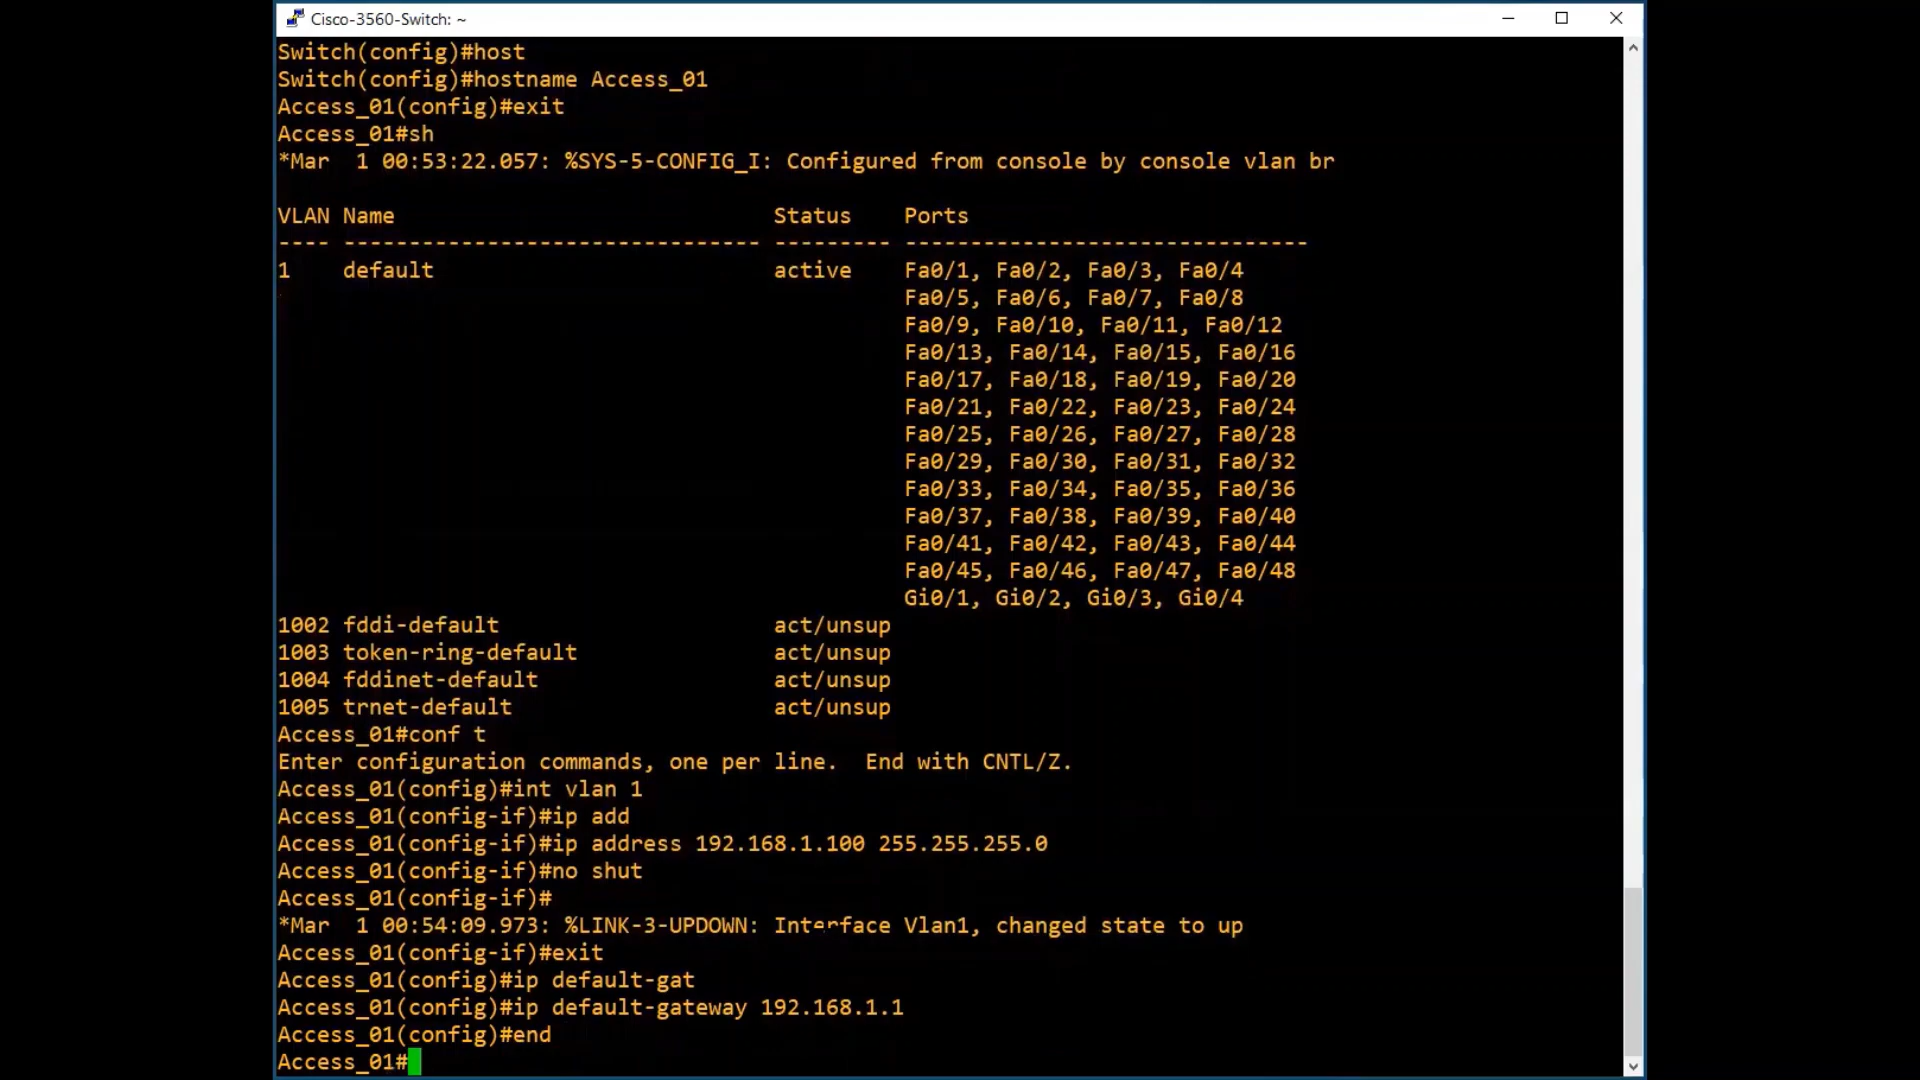 Cisco-3560-Switch: ~
Switch(config)#host
Switch(config)#hostname Access_01
Access_01(config)#exit
Access_01#sh
*Mar  1 00:53:22.057: %SYS-5-CONFIG_I: Configured from console by console vlan br
VLAN Name                             Status    Ports
---- -------------------------------- --------- -------------------------------
1    default                          active    Fa0/1, Fa0/2, Fa0/3, Fa0/4
Fa0/5, Fa0/6, Fa0/7, Fa0/8
Fa0/9, Fa0/10, Fa0/11, Fa0/12
Fa0/13, Fa0/14, Fa0/15, Fa0/16
Fa0/17, Fa0/18, Fa0/19, Fa0/20
Fa0/21, Fa0/22, Fa0/23, Fa0/24
Fa0/25, Fa0/26, Fa0/27, Fa0/28
Fa0/29, Fa0/30, Fa0/31, Fa0/32
Fa0/33, Fa0/34, Fa0/35, Fa0/36
Fa0/37, Fa0/38, Fa0/39, Fa0/40
Fa0/41, Fa0/42, Fa0/43, Fa0/44
Fa0/45, Fa0/46, Fa0/47, Fa0/48
Gi0/1, Gi0/2, Gi0/3, Gi0/4
1002 fddi-default                     act/unsup
1003 token-ring-default               act/unsup
1004 fddinet-default                  act/unsup
1005 trnet-default                    act/unsup
Access_01#conf t
Enter configuration commands, one per line.  End with CNTL/Z.
Access_01(config)#int vlan 1
Access_01(config-if)#ip add
Access_01(config-if)#ip address 192.168.1.100 255.255.255.0
Access_01(config-if)#no shut
Access_01(config-if)#
*Mar  1 00:54:09.973: %LINK-3-UPDOWN: Interface Vlan1, changed state to up
Access_01(config-if)#exit
Access_01(config)#ip default-gat
Access_01(config)#ip default-gateway 192.168.1.1
Access_01(config)#end
Access_01#